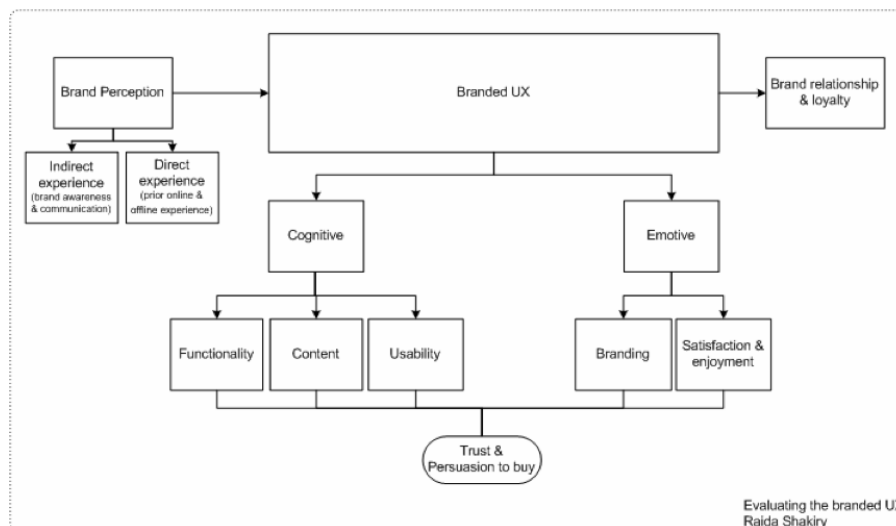 Brand Perception
Branded UX
Brand relationship
& loyalty
Indirect
experience
(brand awareness
& communication)
Direct
experience
(prior online &
offline experience)
Cognitive
Emotive
Functionality
Content
Usability
Branding
Satisfaction &
enjoyment
Trust &
Persuasion to buy
Evaluating the branded UX
Raida Shakiry